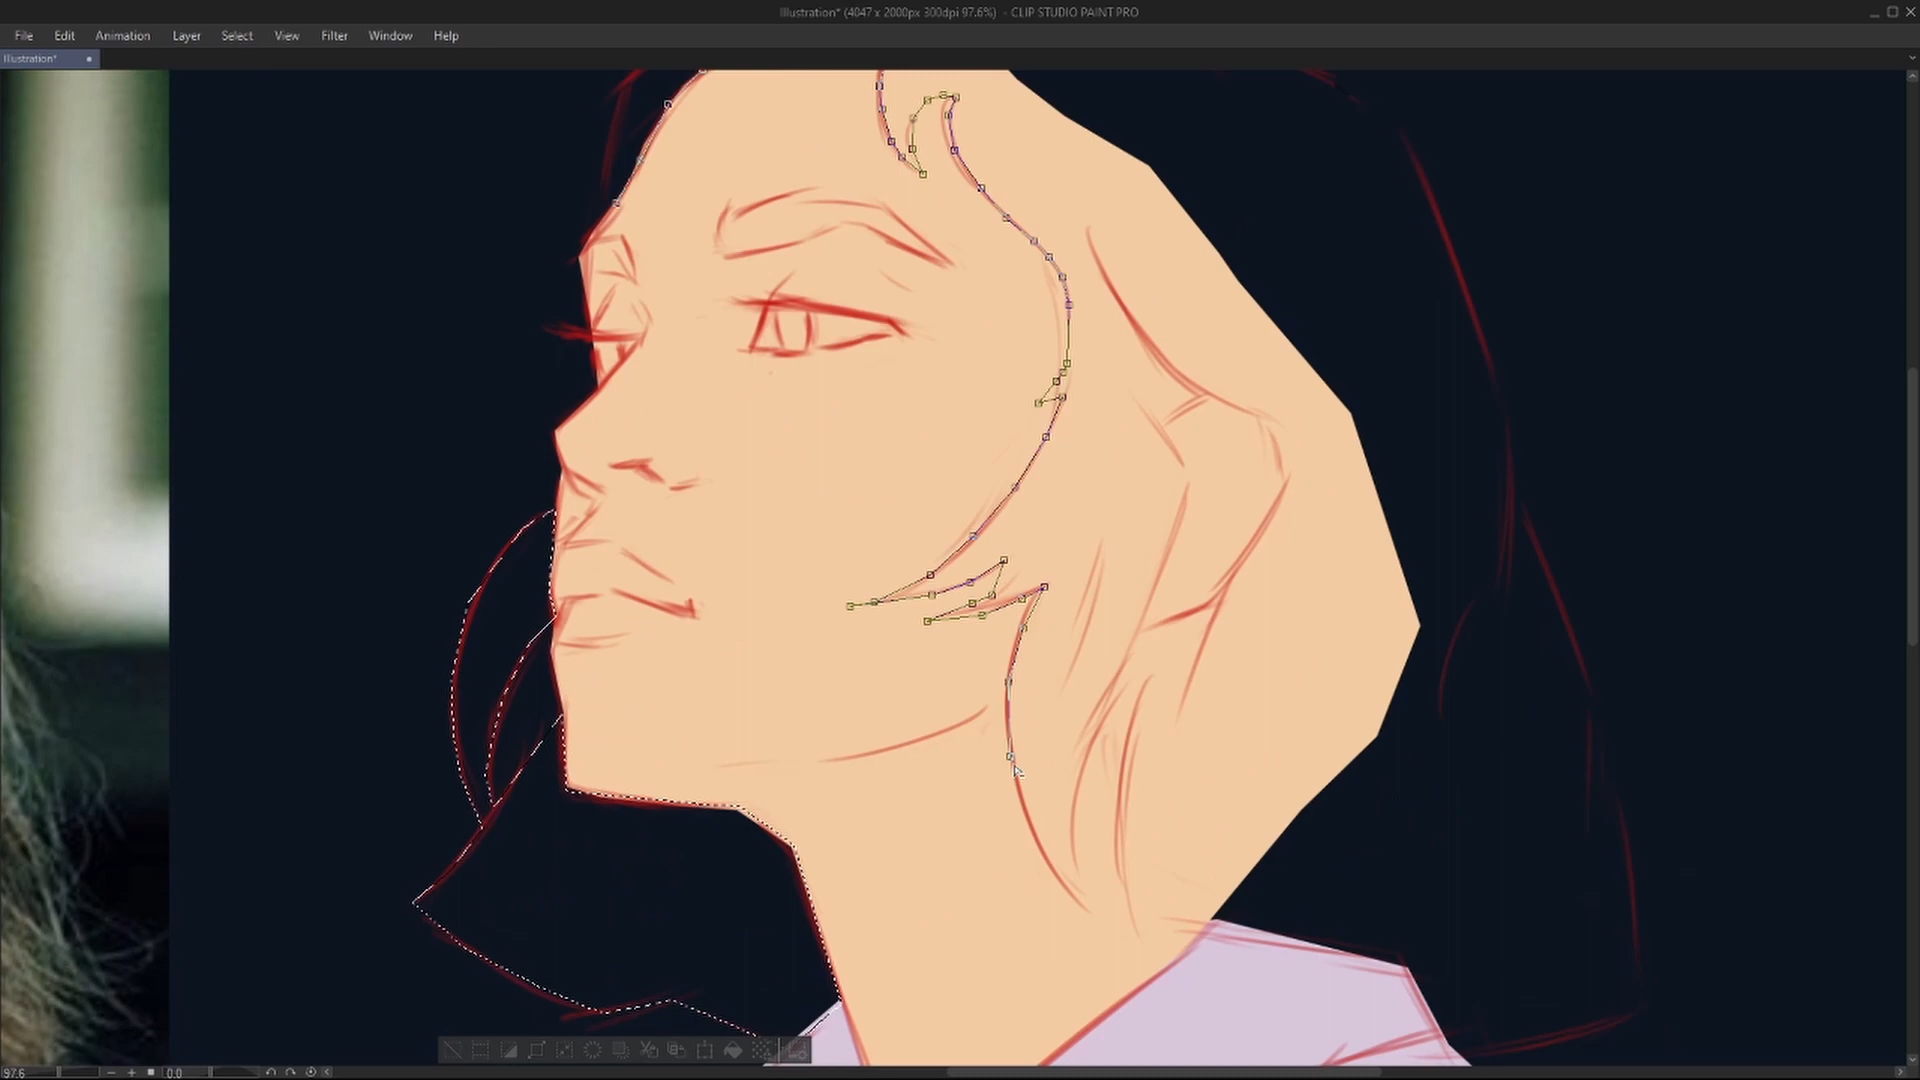 Illustration* (4047 x 2000px 300dpi 97.6%) - CLIP STUDIO PAINT PRO
File Edit Animation Layer Select View Filter Window Help
Illustration*
97.6 0.0